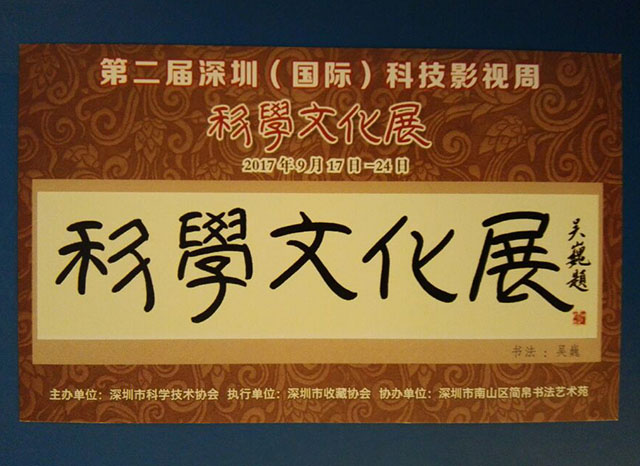 第二届深圳（国际）科技影视周
科學文化展
2017年9月17日-24日
科學文化展
吴巍題
书法：吴巍
主办单位：深圳市科学技术协会 执行单位：深圳市收藏协会 协办单位：深圳市南山区简帛书法艺术苑